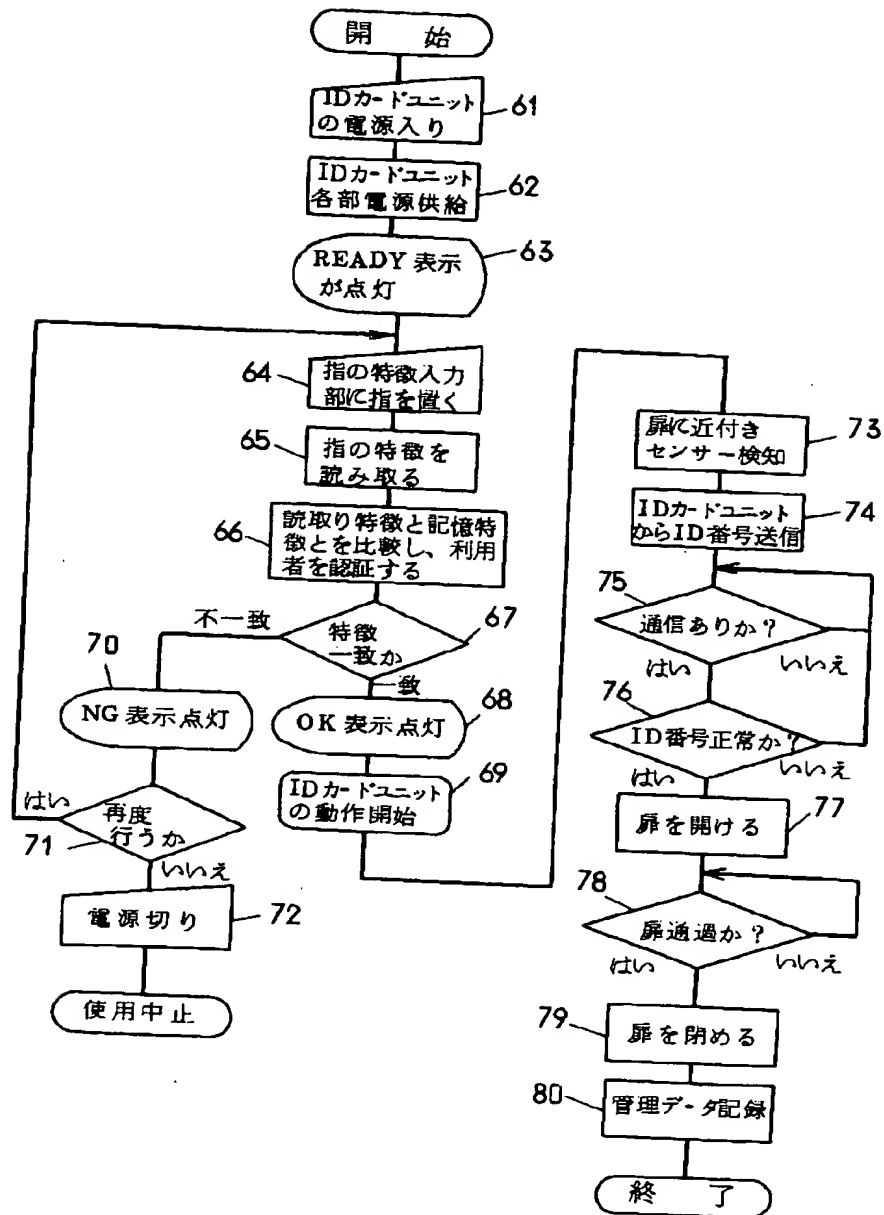 開　始
IDカードユニット
の電源入り
61
IDカードユニット
各部電源供給
62
READY 表示
が点灯
63
64
指の特徴入力
部に指を置く
65
指の特徴を
読み取る
66
読取り特徴と記憶特
徴とを比較し、利用
者を認証する
不一致
特徴
一致か
67
一致
70
NG 表示点灯
OK 表示点灯
68
IDカードユニット
の動作開始
69
はい
再度
行うか
71
いいえ
電源切り
72
使用中止
扉に近付き
センサー検知
73
IDカードユニット
からID番号送信
74
75
通信ありか?
はい
いいえ
76
ID番号正常か?
はい
いいえ
扉を開ける
77
78
扉通過か?
はい
いいえ
79
扉を閉める
80
管理データ記録
終　了